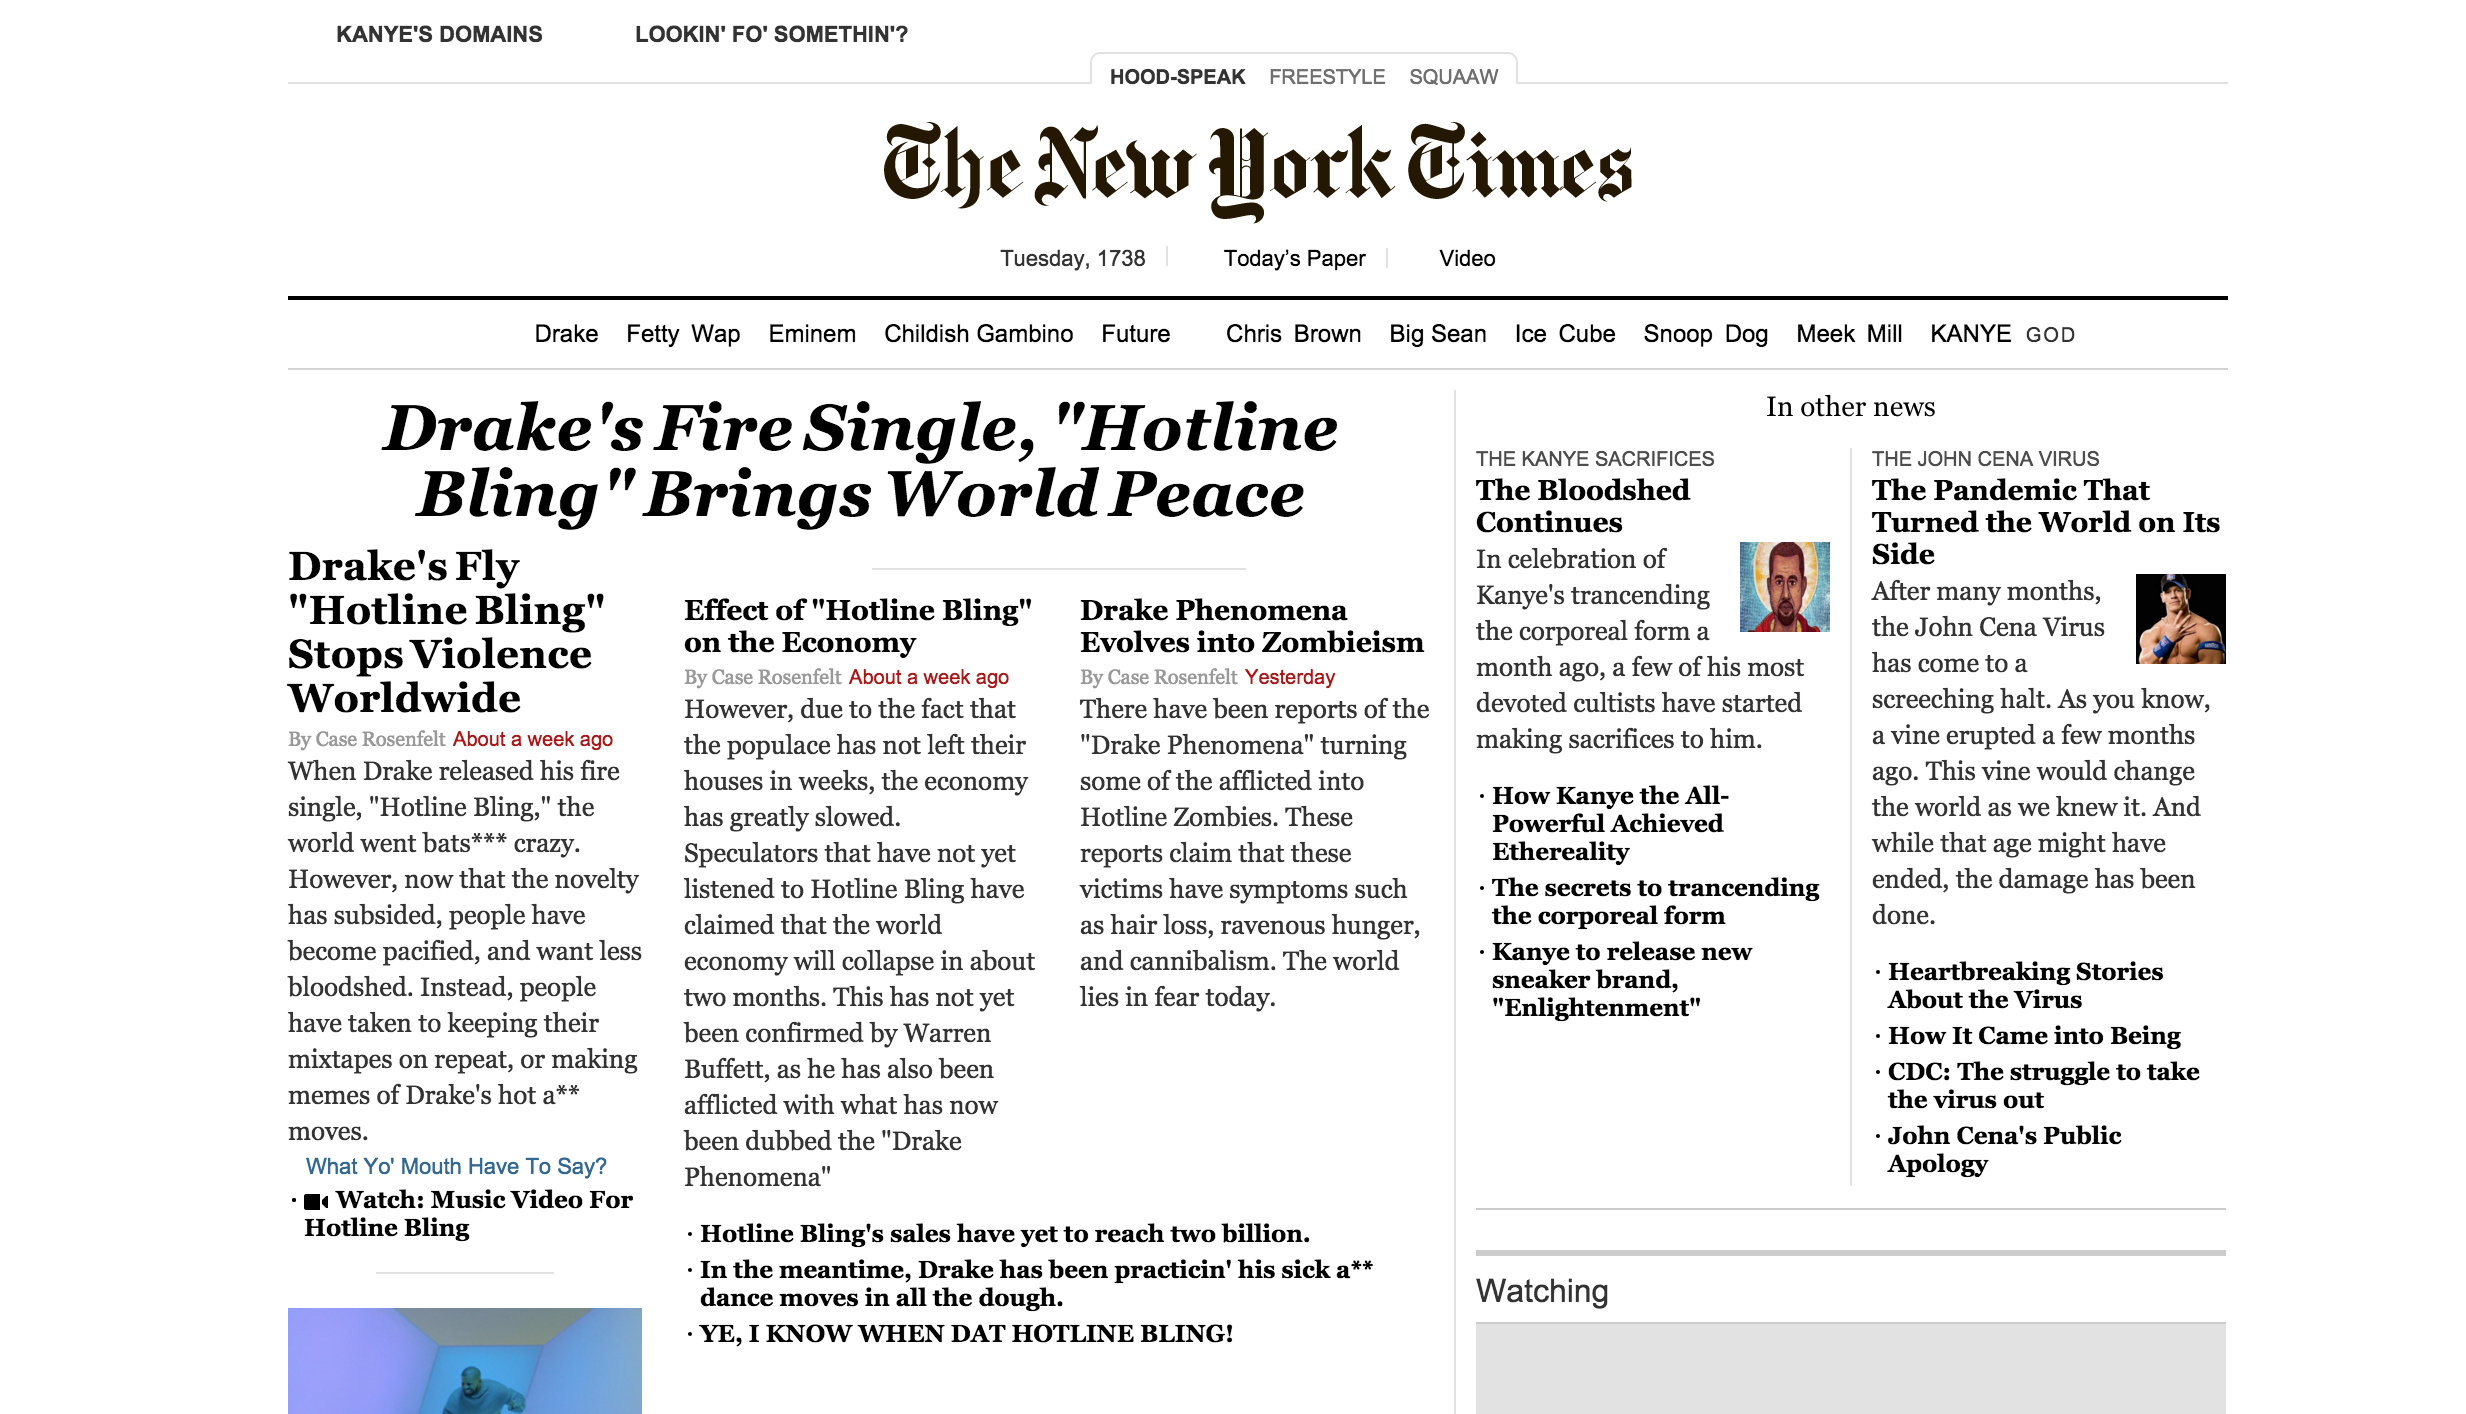 KANYE'S DOMAINS LOOKIN' FO' SOMETHIN'?
HOOD-SPEAK FREESTYLE SQUAAW
The New York Times
Tuesday, 1738 Today's Paper Video
Drake Fetty Wap Eminem Childish Gambino Future Chris Brown Big Sean Ice Cube Snoop Dog Meek Mill KANYE GOD
Drake's Fire Single, "Hotline
Bling" Brings World Peace
Drake's Fly
"Hotline Bling"
Stops Violence
Worldwide
By Case Rosenfelt About a week ago
When Drake released his fire
single, "Hotline Bling," the
world went bats*** crazy.
However, now that the novelty
has subsided, people have
become pacified, and want less
bloodshed. Instead, people
have taken to keeping their
mixtapes on repeat, or making
memes of Drake's hot a**
moves.
What Yo' Mouth Have To Say?
· Watch: Music Video For
Hotline Bling
Effect of "Hotline Bling"
on the Economy
By Case Rosenfelt About a week ago
However, due to the fact that
the populace has not left their
houses in weeks, the economy
has greatly slowed.
Speculators that have not yet
listened to Hotline Bling have
claimed that the world
economy will collapse in about
two months. This has not yet
been confirmed by Warren
Buffett, as he has also been
afflicted with what has now
been dubbed the "Drake
Phenomena"
Drake Phenomena
Evolves into Zombieism
By Case Rosenfelt Yesterday
There have been reports of the
"Drake Phenomena" turning
some of the afflicted into
Hotline Zombies. These
reports claim that these
victims have symptoms such
as hair loss, ravenous hunger,
and cannibalism. The world
lies in fear today.
· Hotline Bling's sales have yet to reach two billion.
· In the meantime, Drake has been practicin' his sick a**
dance moves in all the dough.
· YE, I KNOW WHEN DAT HOTLINE BLING!
In other news
THE KANYE SACRIFICES
The Bloodshed
Continues
In celebration of
Kanye's trancending
the corporeal form a
month ago, a few of his most
devoted cultists have started
making sacrifices to him.
· How Kanye the All-
Powerful Achieved
Ethereality
· The secrets to trancending
the corporeal form
· Kanye to release new
sneaker brand,
"Enlightenment"
THE JOHN CENA VIRUS
The Pandemic That
Turned the World on Its
Side
After many months,
the John Cena Virus
has come to a
screeching halt. As you know,
a vine erupted a few months
ago. This vine would change
the world as we knew it. And
while that age might have
ended, the damage has been
done.
· Heartbreaking Stories
About the Virus
· How It Came into Being
· CDC: The struggle to take
the virus out
· John Cena's Public
Apology
Watching